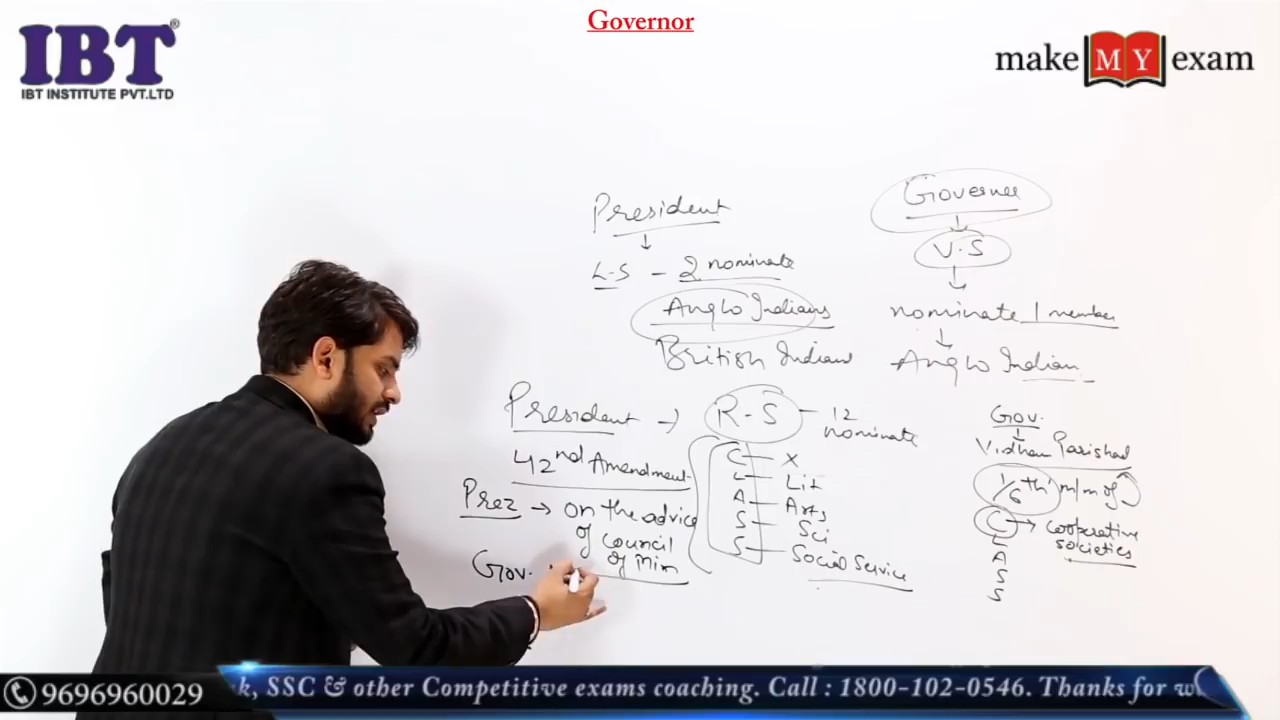 Governor
IBT®
IBT INSTITUTE PVT.LTD
make MY exam
President
L-S - 2 nominate
Anglo Indians
British Indians
Governer
V.S
nominate 1 member
Anglo Indian
President → R-S - 12
nominate
42nd Amendment
Prez → on the advice
of council
of Min
Gov.
C - X
L - Lit
A - Arts
S - Sci
S - Social Service
Gov.
Vidhan Parishad
1/6th m/m of
C → cooperative
societies
L
A
S
S
9696960029
k, SSC & other Competitive exams coaching. Call : 1800-102-0546. Thanks for w